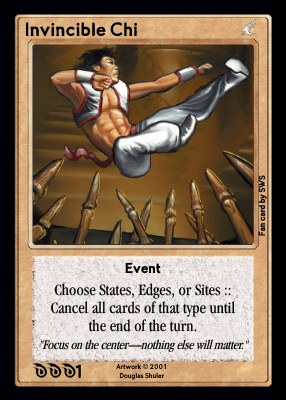 Invincible Chi
Fan card by SWS
Event
Choose States, Edges, or Sites ::
Cancel all cards of that type until
the end of the turn.
"Focus on the center—nothing else will matter."
1
Artwork © 2001
Douglas Shuler